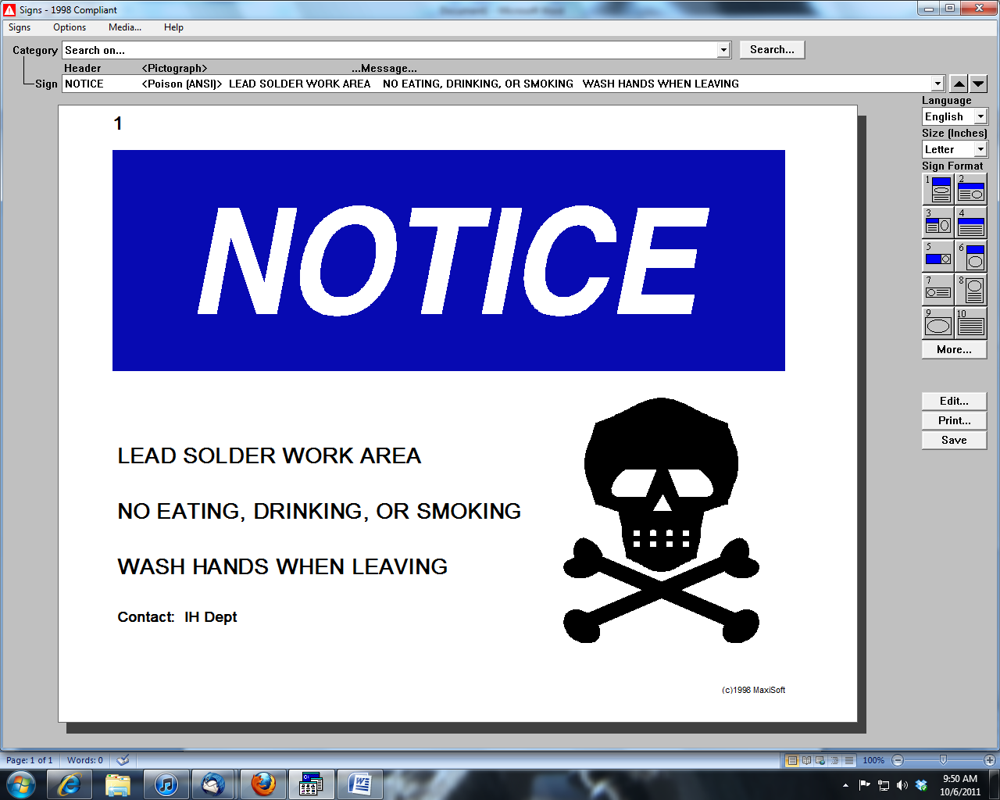 Signs - 1998 Compliant
Signs Options Media... Help
Category Search on... Search...
Header <Pictograph> ...Message...
Sign NOTICE <Poison (ANSI)> LEAD SOLDER WORK AREA NO EATING, DRINKING, OR SMOKING WASH HANDS WHEN LEAVING
Language
English
Size (Inches)
Letter
Sign Format
1 2
3 4
5 6
7 8
9 10
More...
Edit...
Print...
Save
1
NOTICE
LEAD SOLDER WORK AREA
NO EATING, DRINKING, OR SMOKING
WASH HANDS WHEN LEAVING
Contact: IH Dept
(c)1998 MaxiSoft
Page: 1 of 1 Words: 0 100%
9:50 AM
10/6/2011